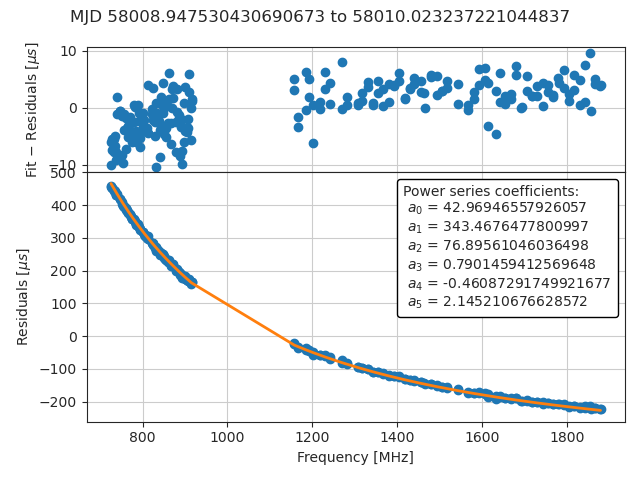 MJD 58008.947530430690673 to 58010.023237221044837
10
0
−10
Fit − Residuals [μs]
500
400
300
200
100
0
−100
−200
Residuals [μs]
Power series coefficients:
a₀ = 42.96946557926057
a₁ = 343.4676477800997
a₂ = 76.89561046036498
a₃ = 0.7901459412569648
a₄ = -0.46087291749921677
a₅ = 2.145210676628572
800
1000
1200
1400
1600
1800
Frequency [MHz]